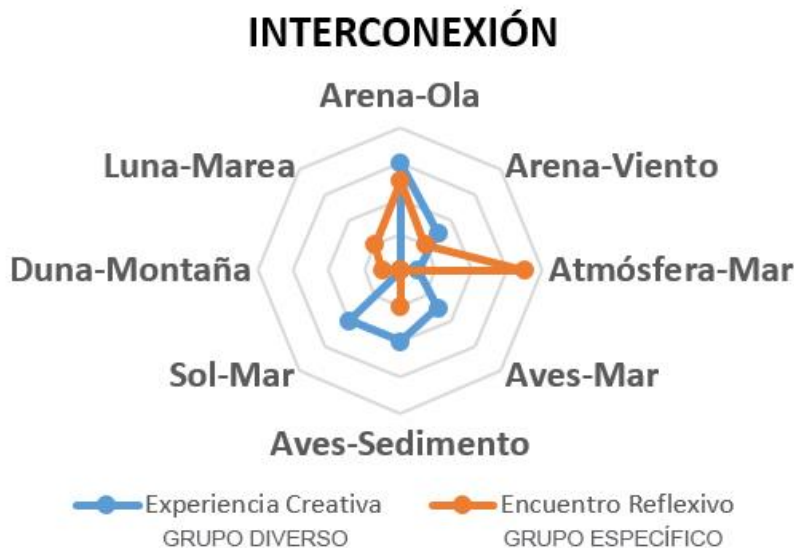 INTERCONEXIÓN
Arena-Ola
Luna-Marea
Arena-Viento
Duna-Montaña
Atmósfera-Mar
Sol-Mar
Aves-Mar
Aves-Sedimento
Experiencia Creativa
GRUPO DIVERSO
Encuentro Reflexivo
GRUPO ESPECÍFICO